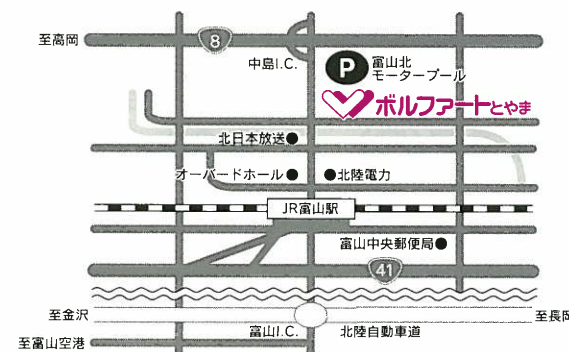 至高岡
8
中島I.C.
P
富山北
モータープール
ボルファートとやま
北日本放送
オーバードホール
北陸電力
JR富山駅
富山中央郵便局
41
至金沢
至長岡
富山I.C.
北陸自動車道
至富山空港